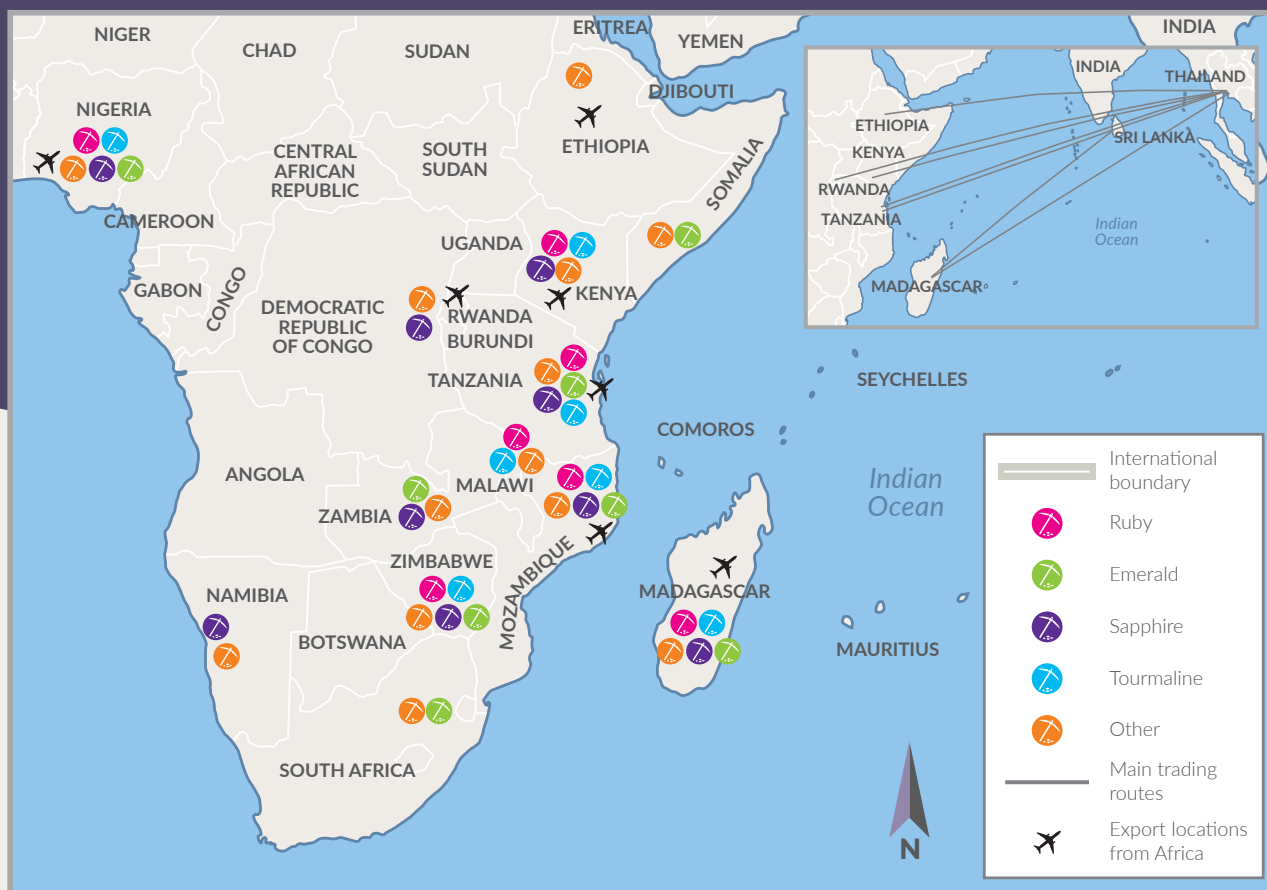 NIGER
CHAD
SUDAN
ERITREA
YEMEN
DJIBOUTI
NIGERIA
ETHIOPIA
CENTRAL
AFRICAN
REPUBLIC
SOUTH
SUDAN
SOMALIA
CAMEROON
UGANDA
GABON
CONGO
KENYA
DEMOCRATIC
REPUBLIC
OF CONGO
RWANDA
BURUNDI
TANZANIA
COMOROS
SEYCHELLES
ANGOLA
MALAWI
ZAMBIA
Indian
Ocean
ZIMBABWE
MOZAMBIQUE
NAMIBIA
MADAGASCAR
BOTSWANA
MAURITIUS
SOUTH AFRICA
N
INDIA
INDIA
THAILAND
ETHIOPIA
SRI LANKA
KENYA
RWANDA
TANZANIA
Indian
Ocean
MADAGASCAR
International
boundary
Ruby
Emerald
Sapphire
Tourmaline
Other
Main trading
routes
Export locations
from Africa